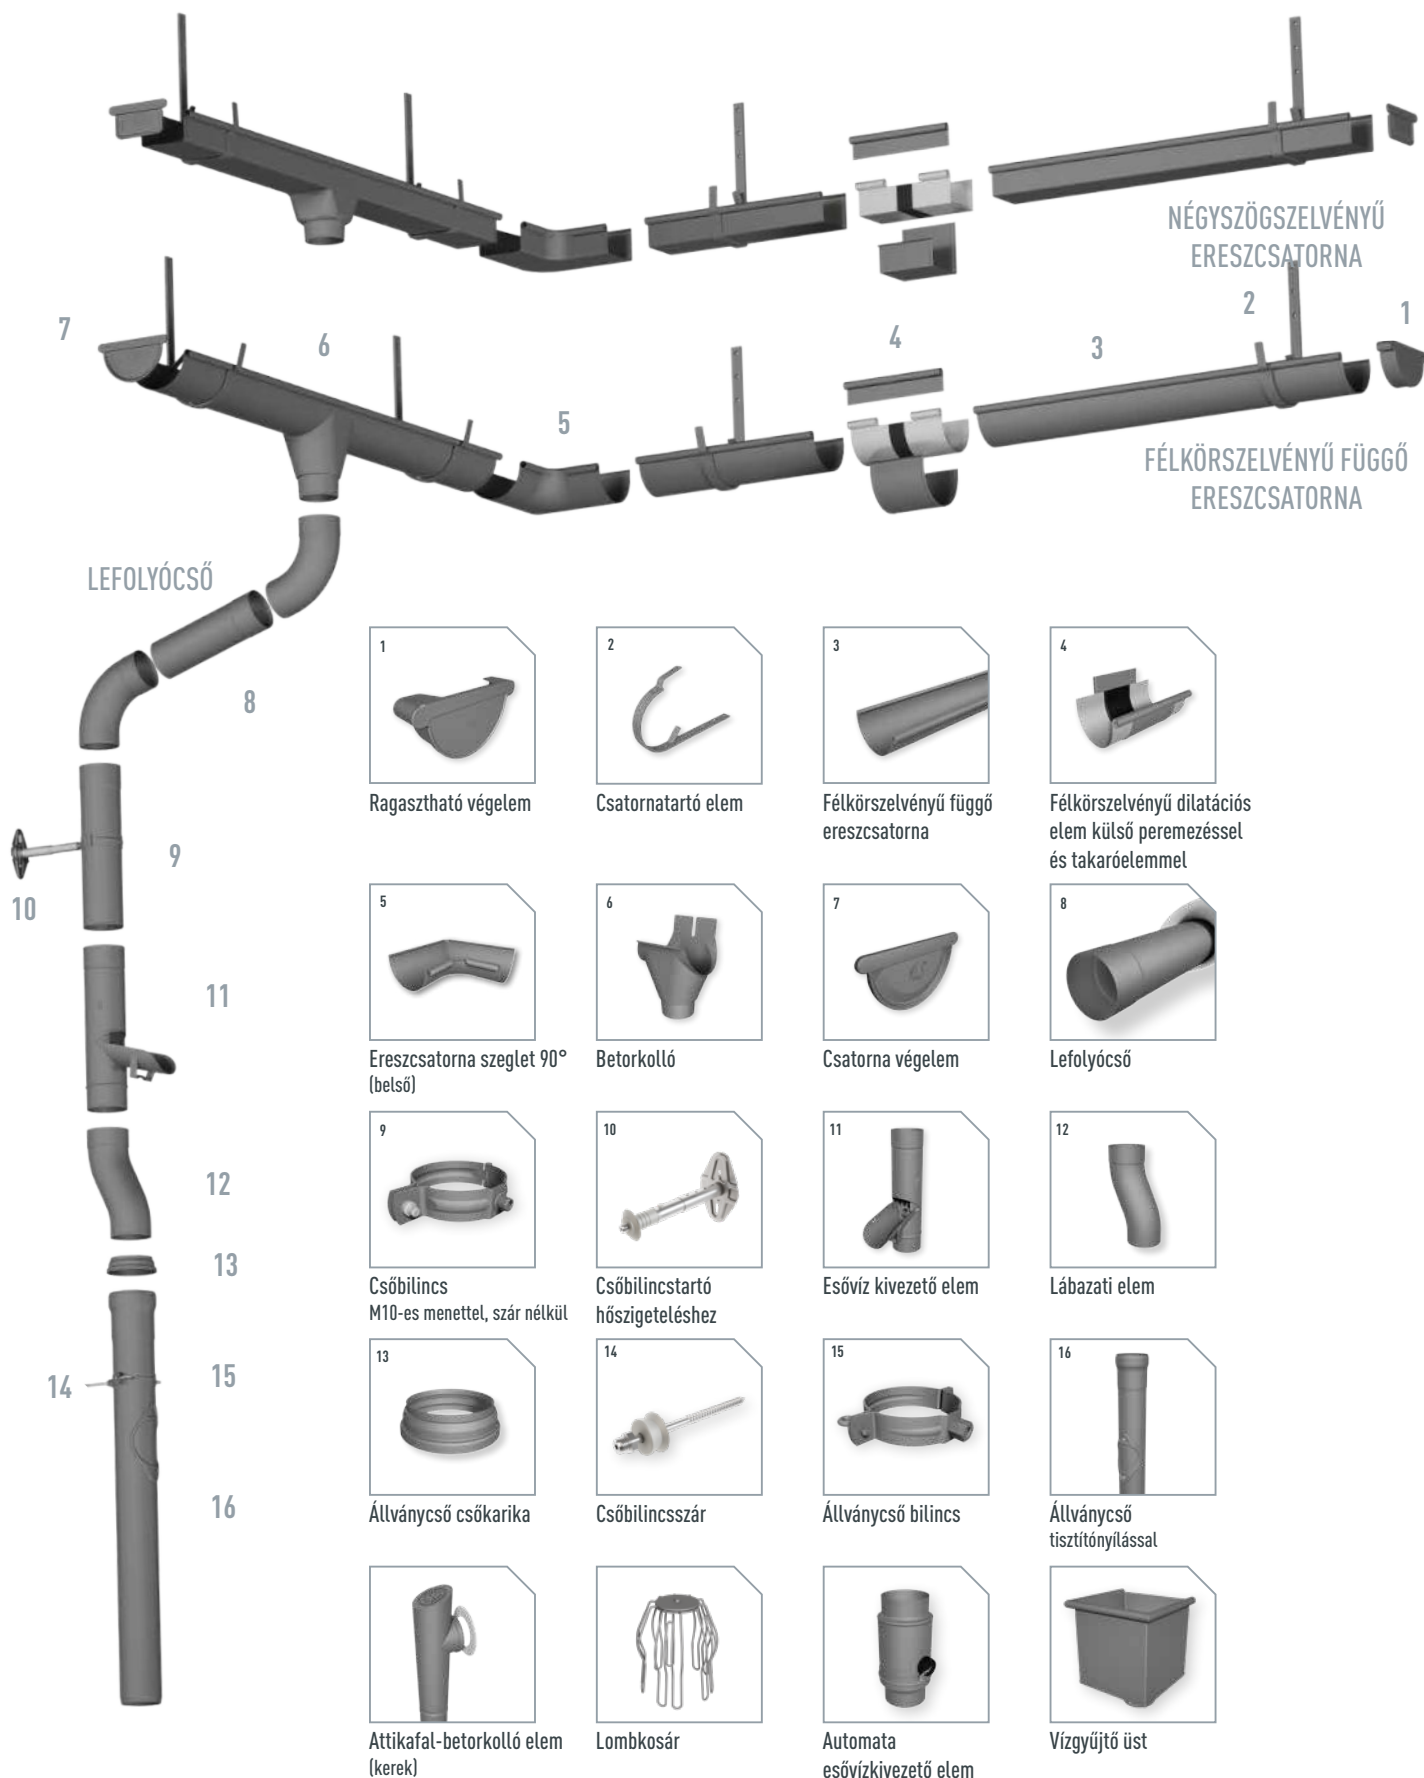 NÉGYSZÖGSZELVÉNYŰ
ERESZCSATORNA
7
6
5
4
3
2
1
FÉLKÖRSZELVÉNYŰ FÜGGŐ
ERESZCSATORNA
LEFOLYÓCSŐ
8
9
10
11
12
13
14
15
16
1
Ragasztható végelem
2
Csatornatartó elem
3
Félkörszelvényű függő
ereszcsatorna
4
Félkörszelvényű dilatációs
elem külső peremezéssel
és takaróelemmel
5
Ereszcsatorna szeglet 90°
(belső)
6
Betorkolló
7
Csatorna végelem
8
Lefolyócső
9
Csőbilincs
M10-es menettel, szár nélkül
10
Csőbilincstartó
hőszigeteléshez
11
Esővíz kivezető elem
12
Lábazati elem
13
Állványcső csőkarika
14
Csőbilincsszár
15
Állványcső bilincs
16
Állványcső
tisztítónyílással
Attikafal-betorkolló elem
(kerek)
Lombkosár
Automata
esővízkivezető elem
Vízgyűjtő üst